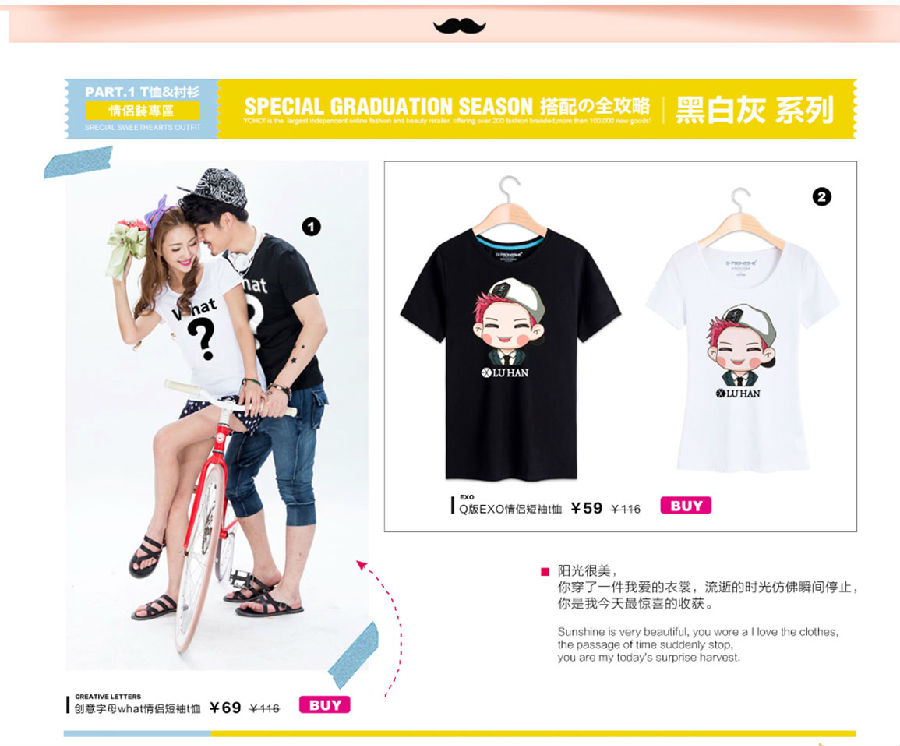 PART.1 T恤&衬衫
情侣装專區
SPECIAL SWEETHEARTS OUTFIT
SPECIAL GRADUATION SEASON 搭配の全攻略
黑白灰 系列
YOHO! is the largest independent online fashion and beauty retailer, offering over 200 fashion branded,more than 100,000 new goods!
1
What
?
hat
?
2
LU HAN
LU HAN
EXO
Q版EXO情侣短袖t恤 ￥59 ￥116 BUY
阳光很美，
你穿了一件我爱的衣裳，流逝的时光仿佛瞬间停止，
你是我今天最惊喜的收获。
Sunshine is very beautiful, you wore a I love the clothes,
the passage of time suddenly stop,
you are my today's surprise harvest.
CREATIVE LETTERS
创意字母what情侣短袖t恤 ￥69 ￥116 BUY